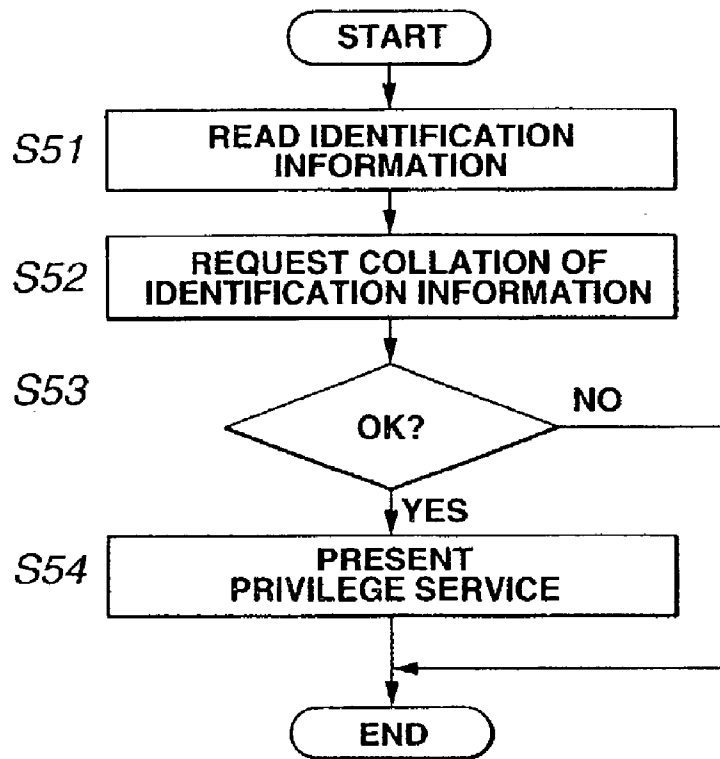 START
S51
READ IDENTIFICATION
INFORMATION
S52
REQUEST COLLATION OF
IDENTIFICATION INFORMATION
S53
OK?
NO
YES
S54
PRESENT
PRIVILEGE SERVICE
END